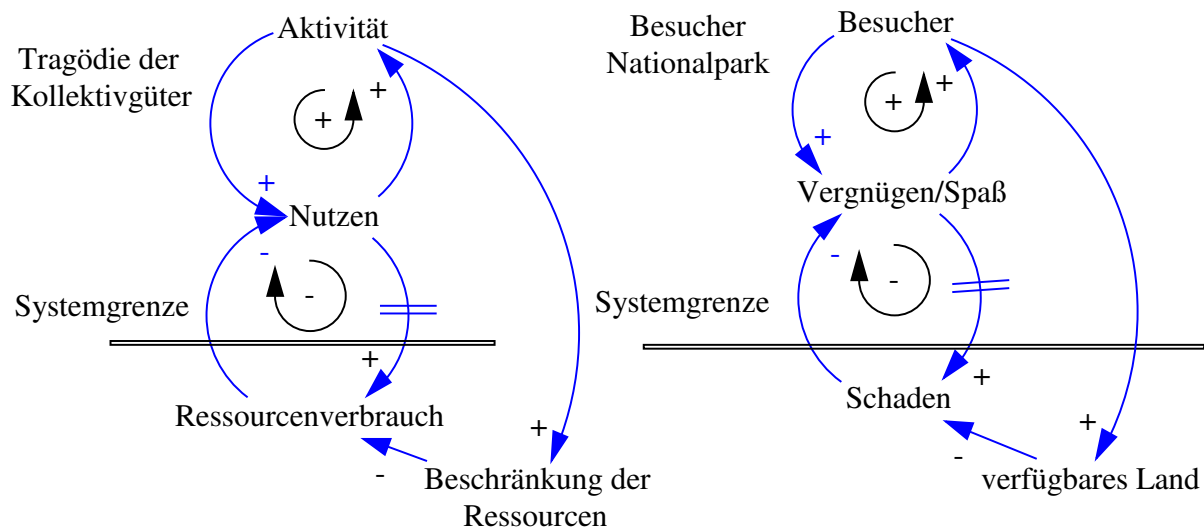 Tragödie der
Kollektivgüter
Aktivität
+
+
+
Nutzen
-
-
Systemgrenze
+
Ressourcenverbrauch
+
-
Beschränkung der
Ressourcen
Besucher
Nationalpark
Besucher
+
+
+
Vergnügen/Spaß
-
-
Systemgrenze
+
Schaden
+
-
verfügbares Land